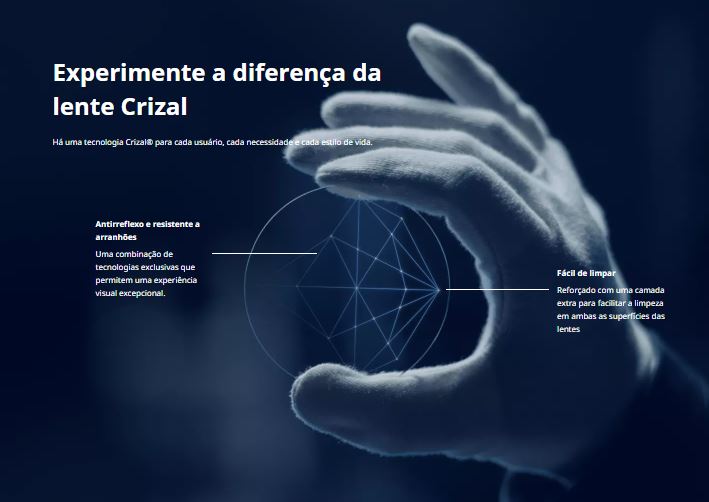 Experimente a diferença da
lente Crizal
Há uma tecnologia Crizal® para cada usuário, cada necessidade e cada estilo de vida.
Antirreflexo e resistente a
arranhões
Uma combinação de
tecnologias exclusivas que
permitem uma experiência
visual excepcional.
Fácil de limpar
Reforçado com uma camada
extra para facilitar a limpeza
em ambas as superfícies das
lentes